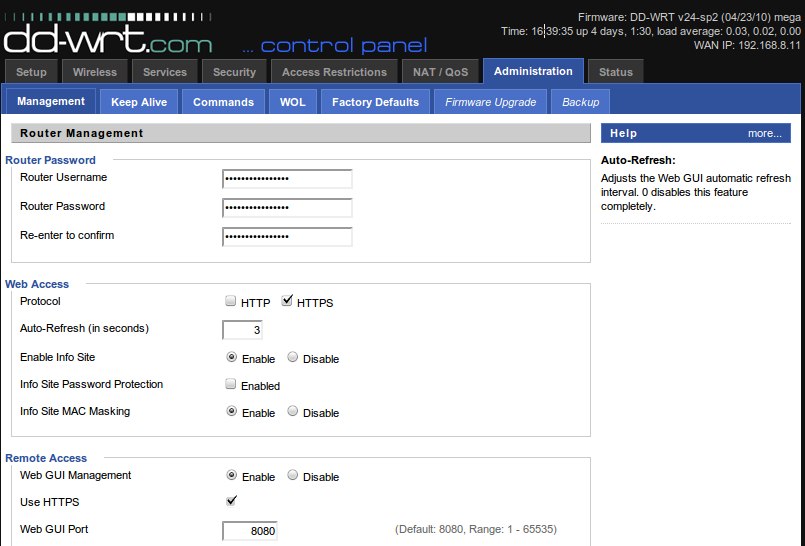 Firmware: DD-WRT v24-sp2 (04/23/10) mega
Time: 16:39:35 up 4 days, 1:30, load average: 0.03, 0.02, 0.00
WAN IP: 192.168.8.11
dd-wrt.com ... control panel
Setup Wireless Services Security Access Restrictions NAT / QoS Administration Status
Management Keep Alive Commands WOL Factory Defaults Firmware Upgrade Backup
Router Management
Help more...
Router Password
Router Username
Router Password
Re-enter to confirm
Auto-Refresh:
Adjusts the Web GUI automatic refresh
interval. 0 disables this feature
completely.
Web Access
Protocol HTTP HTTPS
Auto-Refresh (in seconds) 3
Enable Info Site Enable Disable
Info Site Password Protection Enabled
Info Site MAC Masking Enable Disable
Remote Access
Web GUI Management Enable Disable
Use HTTPS
Web GUI Port 8080 (Default: 8080, Range: 1 - 65535)